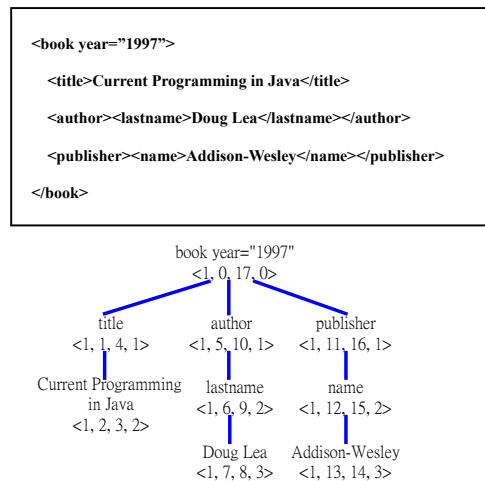 <book year=”1997”>
<title>Current Programming in Java</title>
<author><lastname>Doug Lea</lastname></author>
<publisher><name>Addison-Wesley</name></publisher>
</book>
book year="1997"
<1, 0, 17, 0>
title author publisher
<1, 1, 4, 1> <1, 5, 10, 1> <1, 11, 16, 1>
Current Programming lastname name
in Java <1, 6, 9, 2> <1, 12, 15, 2>
<1, 2, 3, 2>
Doug Lea Addison-Wesley
<1, 7, 8, 3> <1, 13, 14, 3>